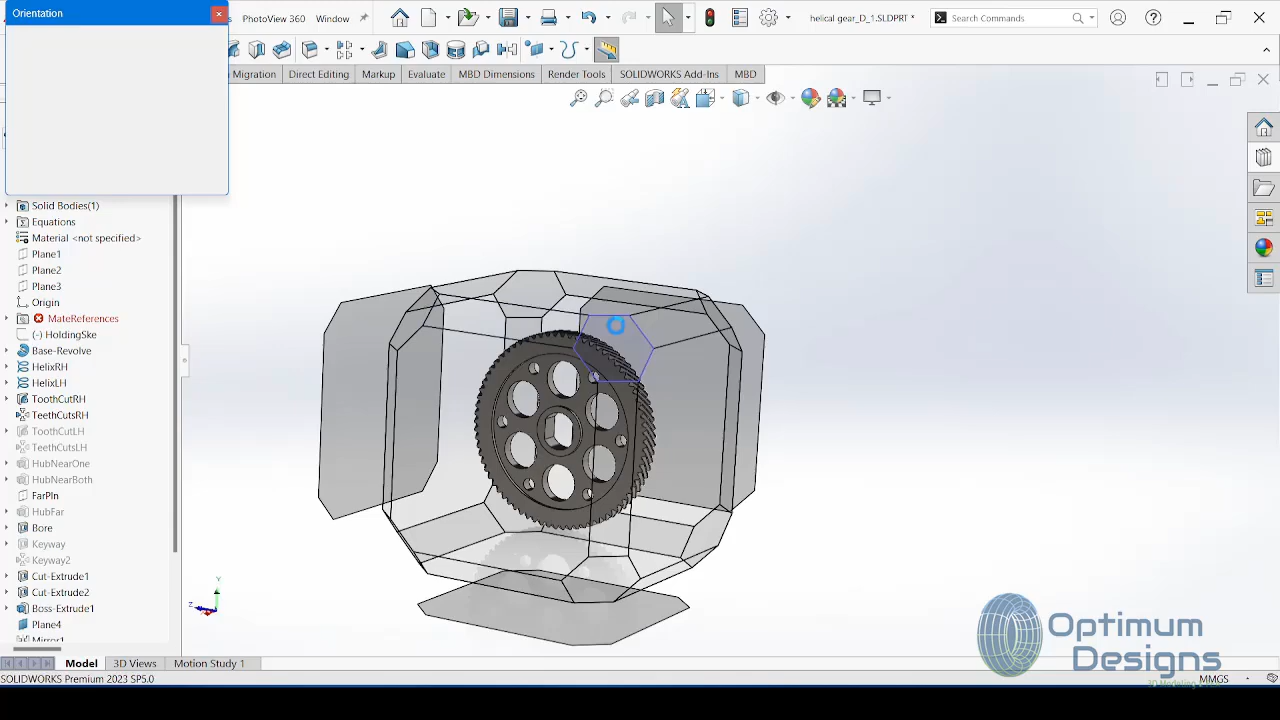 Orientation
PhotoView 360 Window
helical gear_D_1.SLDPRT *
Search Commands
Migration Direct Editing Markup Evaluate MBD Dimensions Render Tools SOLIDWORKS Add-Ins MBD
Solid Bodies(1)
Equations
Material <not specified>
Plane1
Plane2
Plane3
Origin
MateReferences
(-) HoldingSke
Base-Revolve
HelixRH
HelixLH
ToothCutRH
TeethCutsRH
ToothCutLH
TeethCutsLH
HubNearOne
HubNearBoth
FarPln
HubFar
Bore
Keyway
Keyway2
Cut-Extrude1
Cut-Extrude2
Boss-Extrude1
Plane4
Mirror1
Y
Z
Optimum
Designs
Model 3D Views Motion Study 1
SOLIDWORKS Premium 2023 SP5.0
MMGS